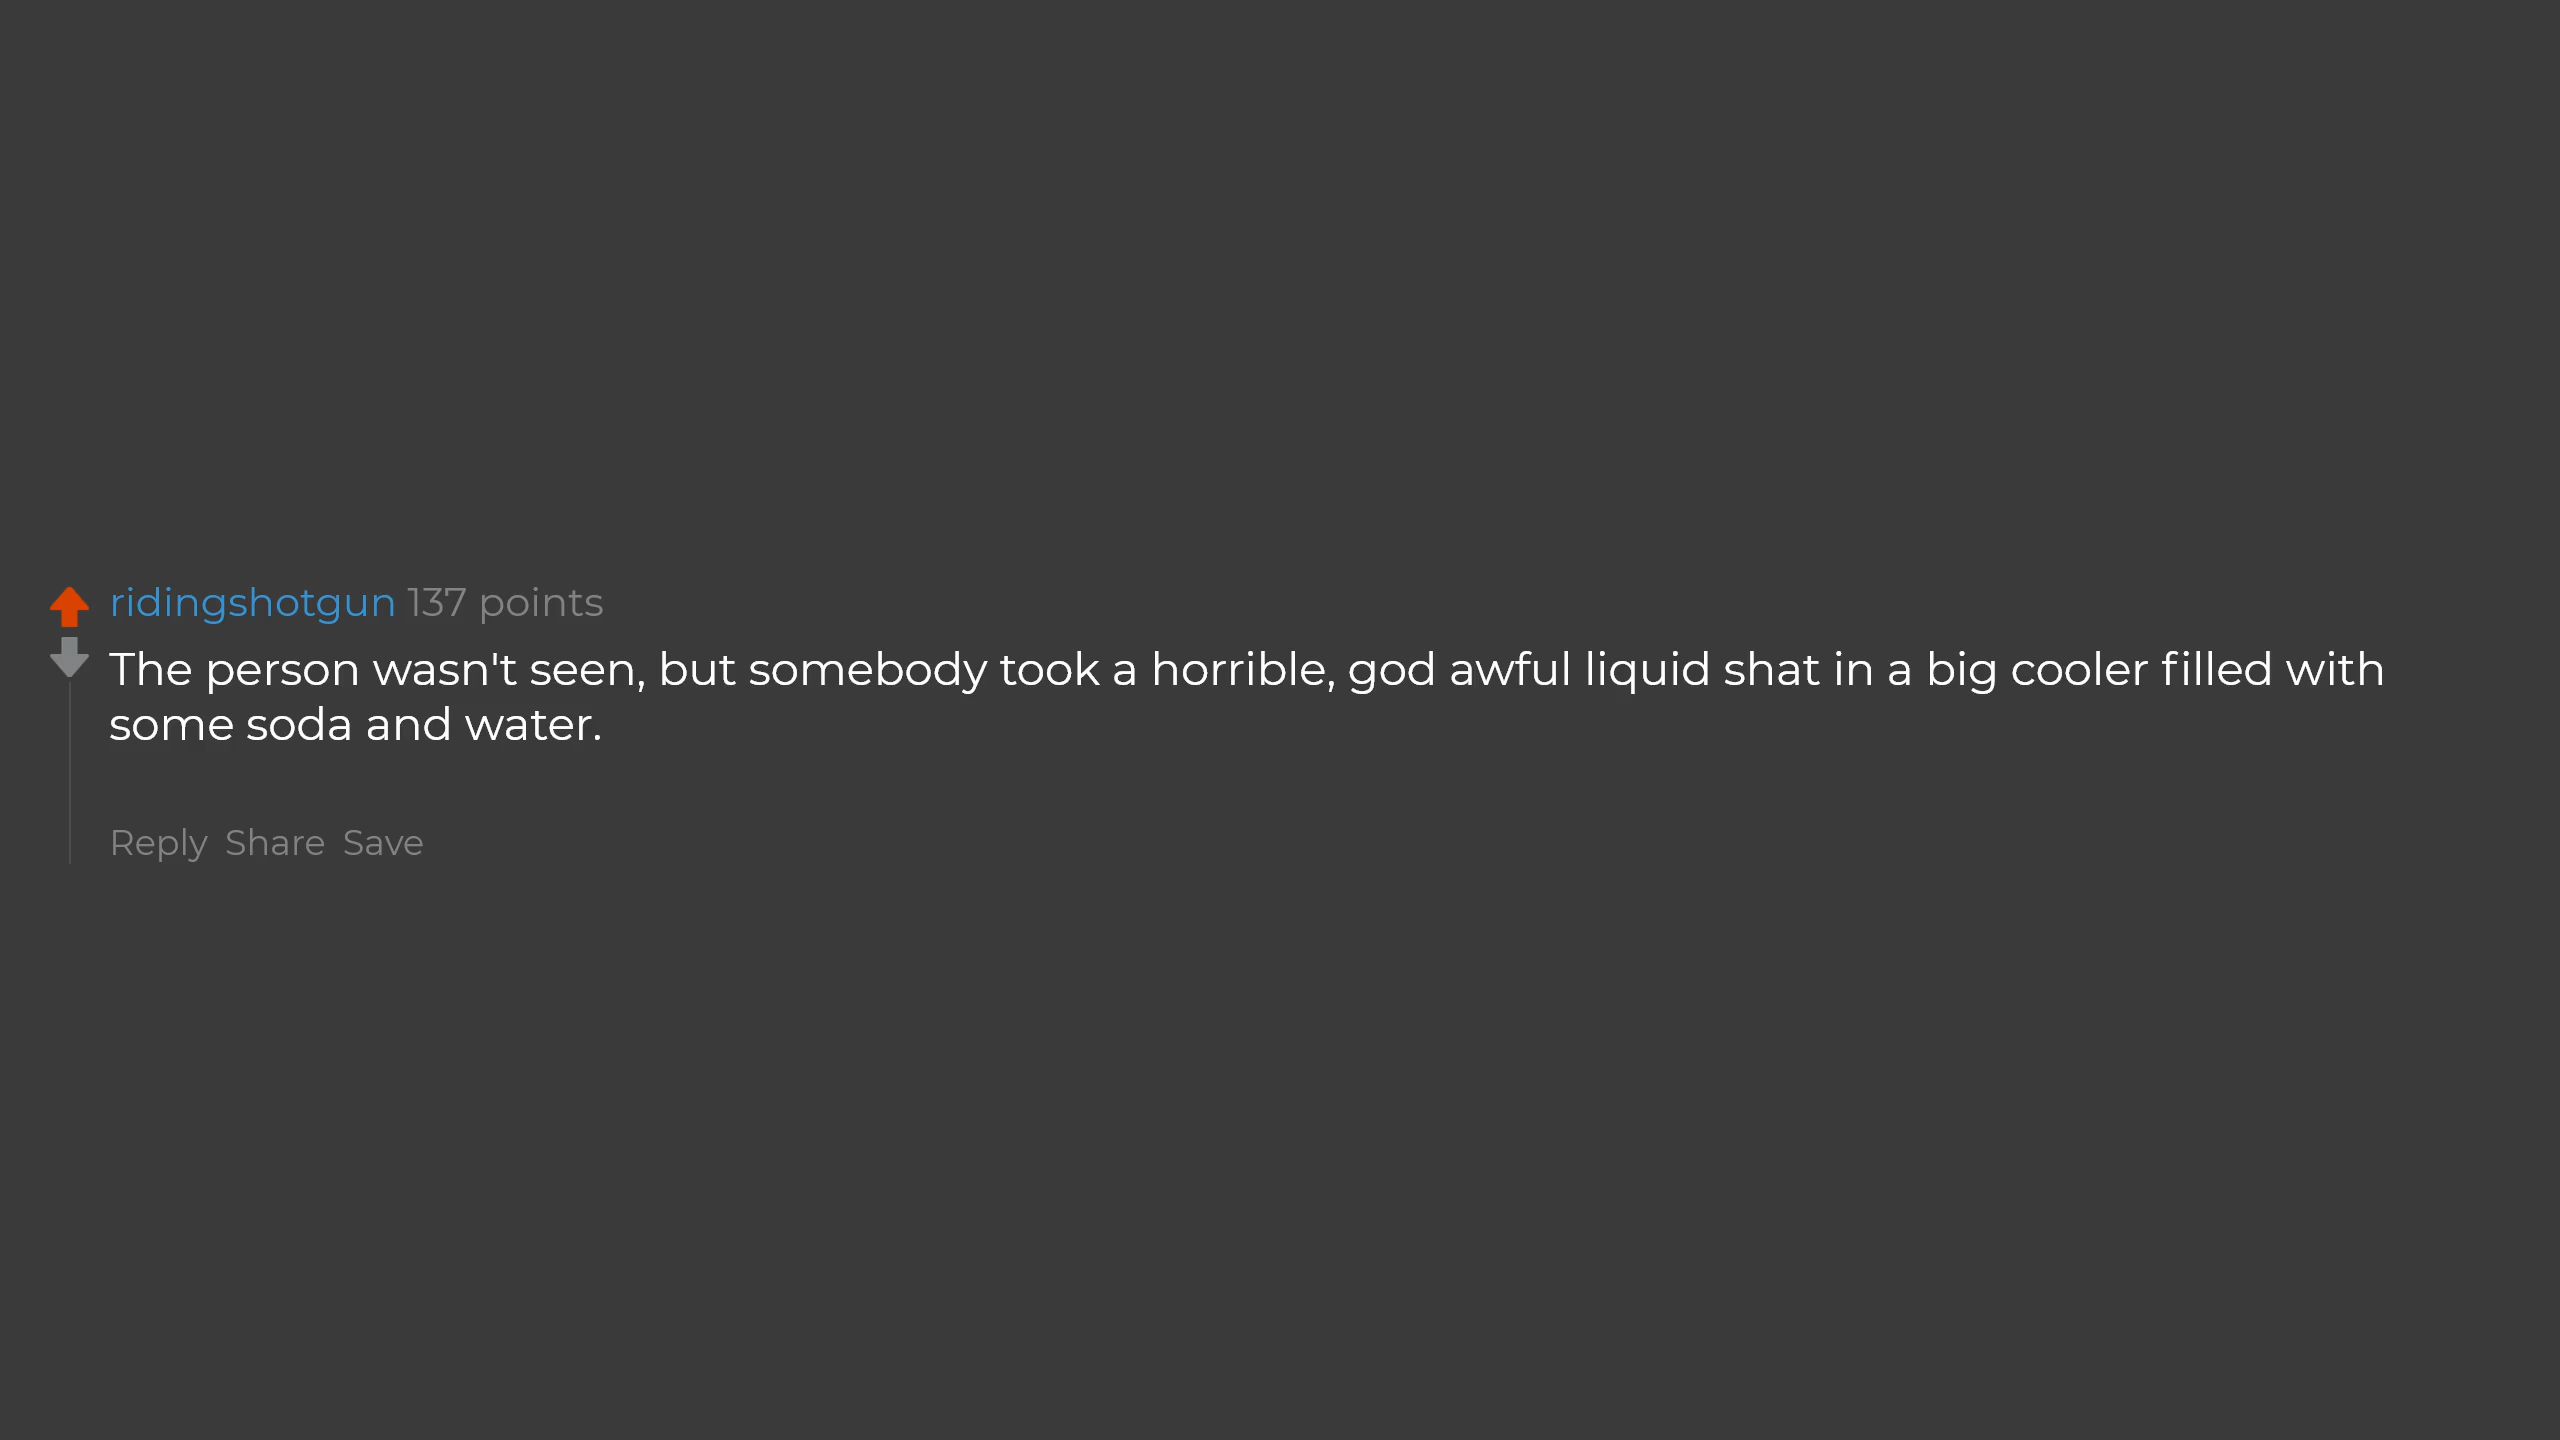 ridingshotgun 137 points
The person wasn't seen, but somebody took a horrible, god awful liquid shat in a big cooler filled with
some soda and water.
Reply Share Save